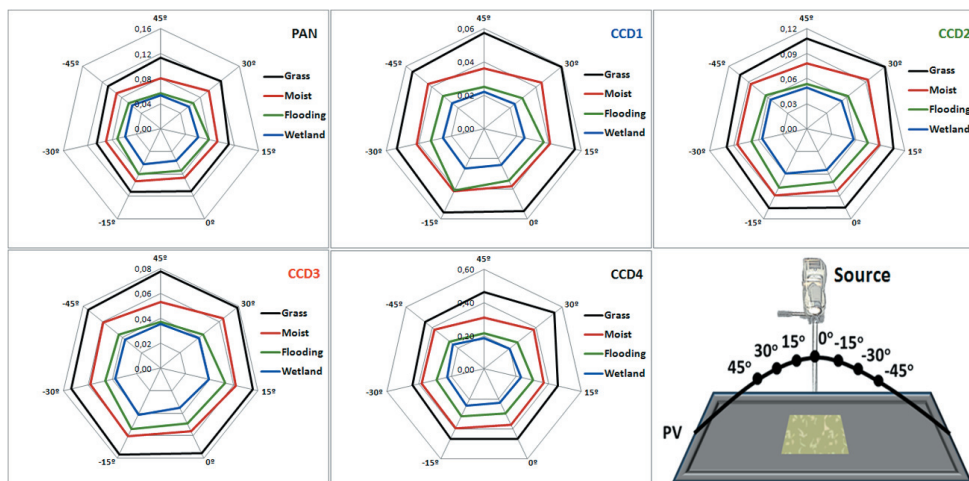 45º
PAN
0,16
0,12
0,08
0,04
0,00
-45º
30º
-30º
15º
-15º
0º
Grass
Moist
Flooding
Wetland
45º
CCD1
0,06
0,04
0,02
0,00
-45º
30º
-30º
15º
-15º
0º
Grass
Moist
Flooding
Wetland
45º
CCD2
0,12
0,09
0,06
0,03
0,00
-45º
30º
-30º
15º
-15º
0º
Grass
Moist
Flooding
Wetland
45º
CCD3
0,08
0,06
0,04
0,02
0,00
-45º
30º
-30º
15º
-15º
0º
Grass
Moist
Flooding
Wetland
45º
CCD4
0,60
0,40
0,20
0,00
-45º
30º
-30º
15º
-15º
0º
Grass
Moist
Flooding
Wetland
Source
45º 30º 15º 0º -15º -30º -45º
PV